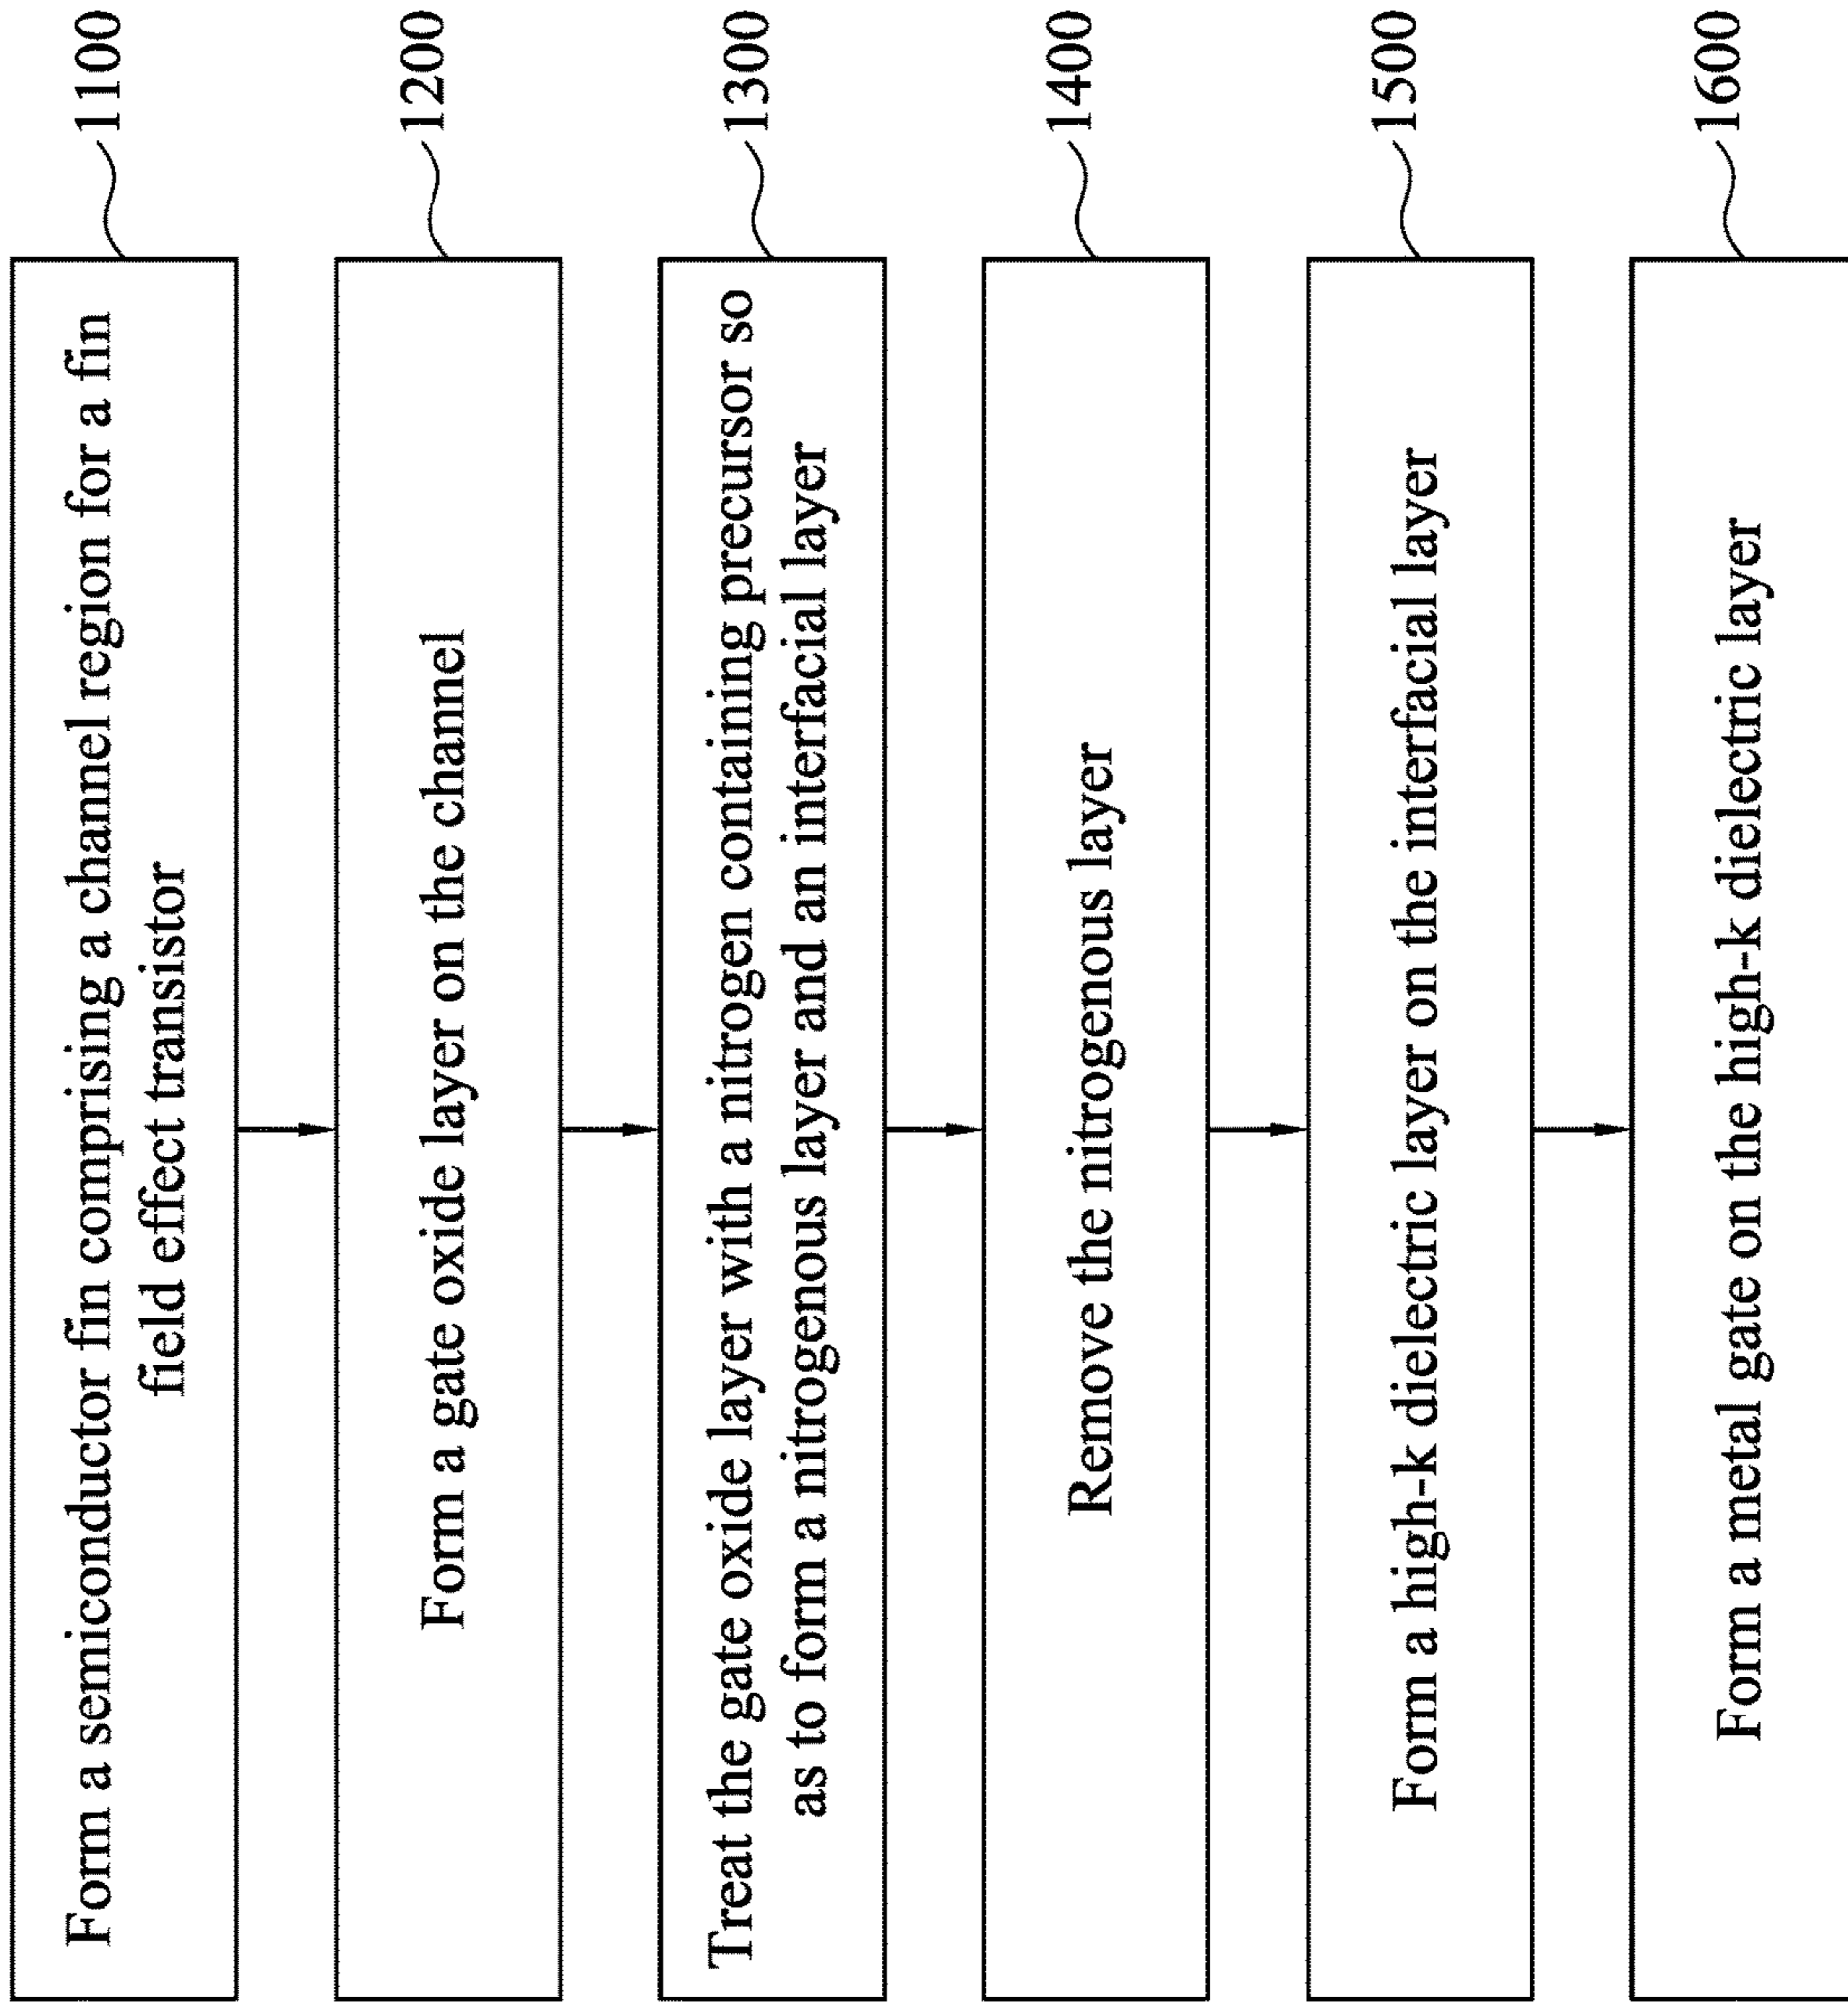 Form a semiconductor fin comprising a channel region for a fin
field effect transistor
1100
Form a gate oxide layer on the channel
1200
Treat the gate oxide layer with a nitrogen containing precursor so
as to form a nitrogenous layer and an interfacial layer
1300
Remove the nitrogenous layer
1400
Form a high-k dielectric layer on the interfacial layer
1500
Form a metal gate on the high-k dielectric layer
1600